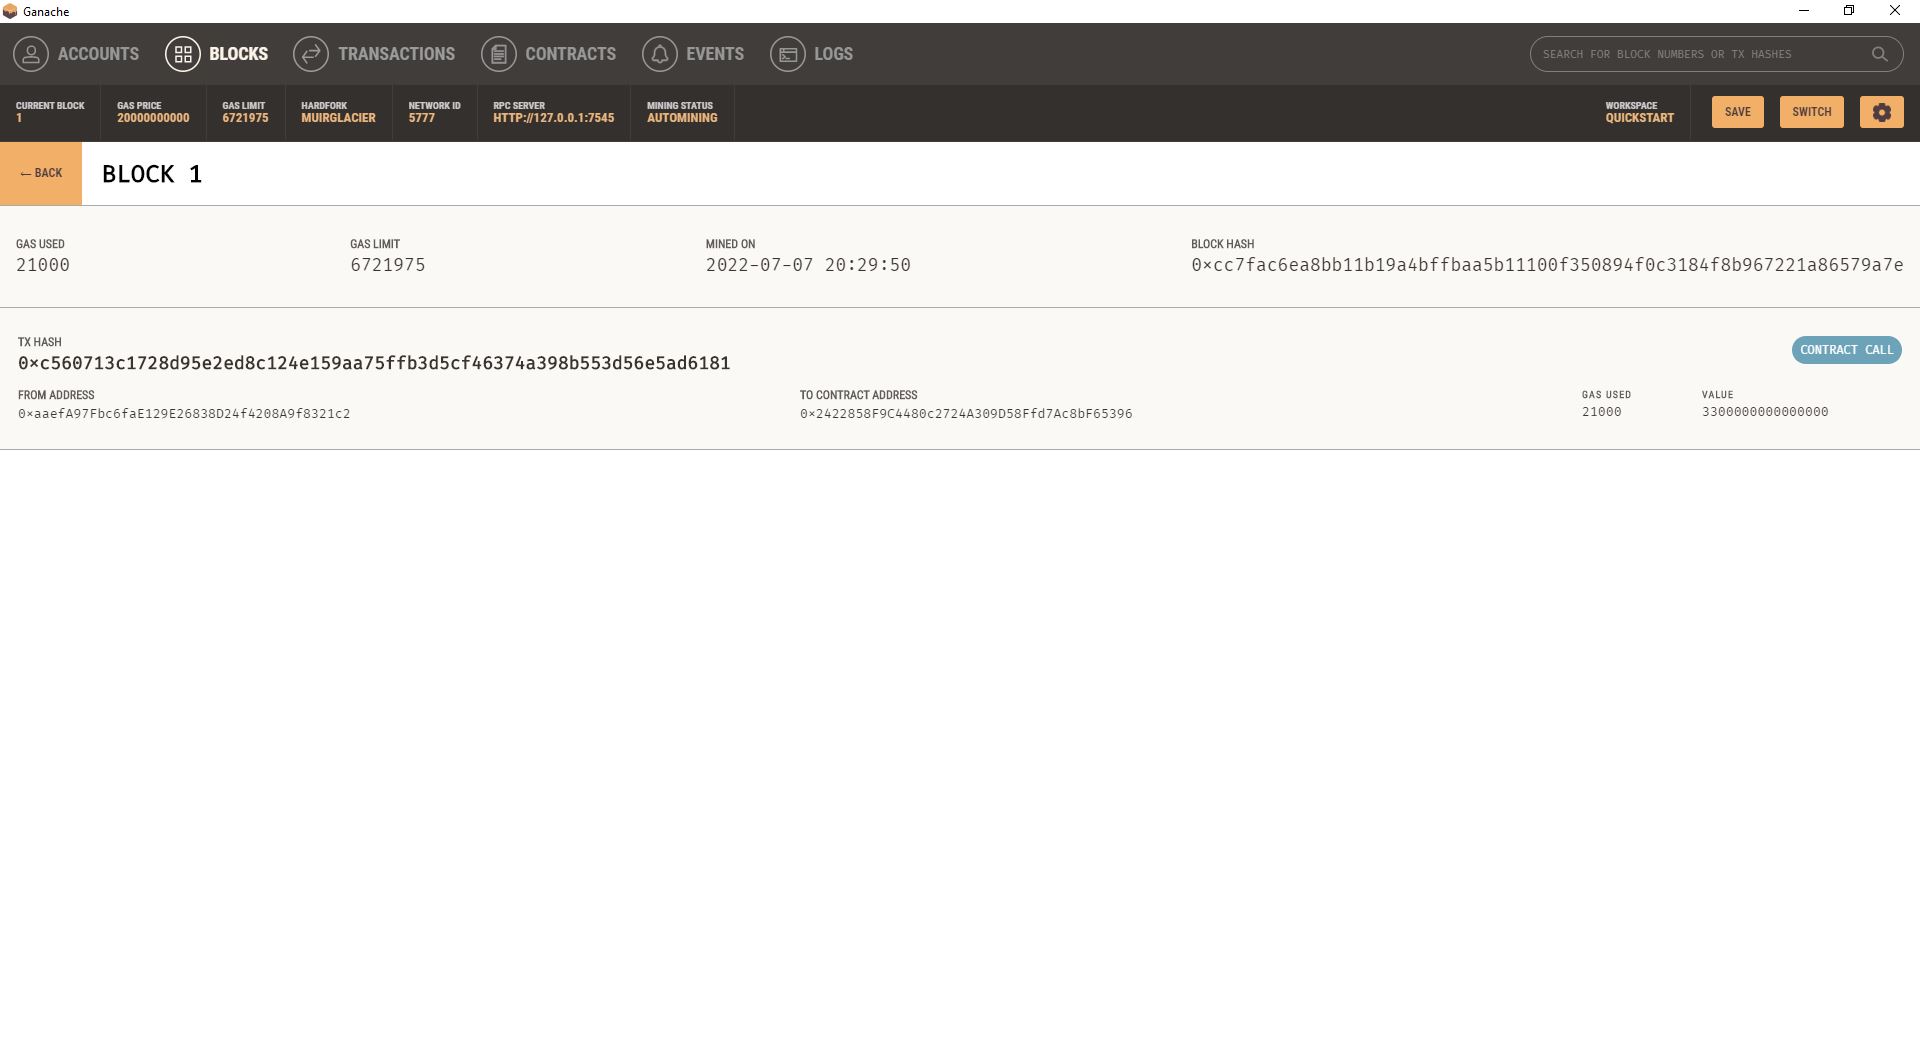 Ganache
ACCOUNTS BLOCKS TRANSACTIONS CONTRACTS EVENTS LOGS SEARCH FOR BLOCK NUMBERS OR TX HASHES
CURRENT BLOCK GAS PRICE GAS LIMIT HARDFORK NETWORK ID RPC SERVER MINING STATUS WORKSPACE
1 20000000000 6721975 MUIRGLACIER 5777 HTTP://127.0.0.1:7545 AUTOMINING QUICKSTART SAVE SWITCH
← BACK BLOCK 1
GAS USED GAS LIMIT MINED ON BLOCK HASH
21000 6721975 2022-07-07 20:29:50 0×cc7fac6ea8bb11b19a4bffbaa5b11100f350894f0c3184f8b967221a86579a7e
TX HASH
0×c560713c1728d95e2ed8c124e159aa75ffb3d5cf46374a398b553d56e5ad6181 CONTRACT CALL
FROM ADDRESS TO CONTRACT ADDRESS GAS USED VALUE
0×aaefA97Fbc6faE129E26838D24f4208A9f8321c2 0×2422858F9C4480c2724A309D58Ffd7Ac8bF65396 21000 3300000000000000